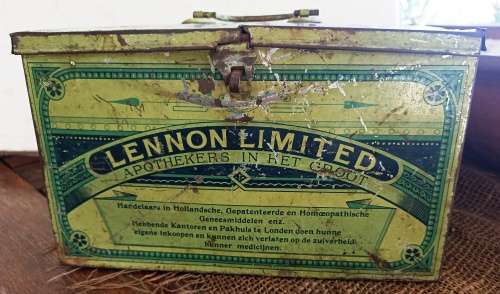 LENNON LIMITED
APOTHEKERS IN HET GROOT
Handelaars in Hollandsche, Gepatenteerde en Homœopathische
Geneesmiddelen enz.
Hebbende Kantoren en Pakhuis te Londen doen hunne
eigene inkoopen en kunnen zich verlaten op de zuiverheid
hunner medicijnen.